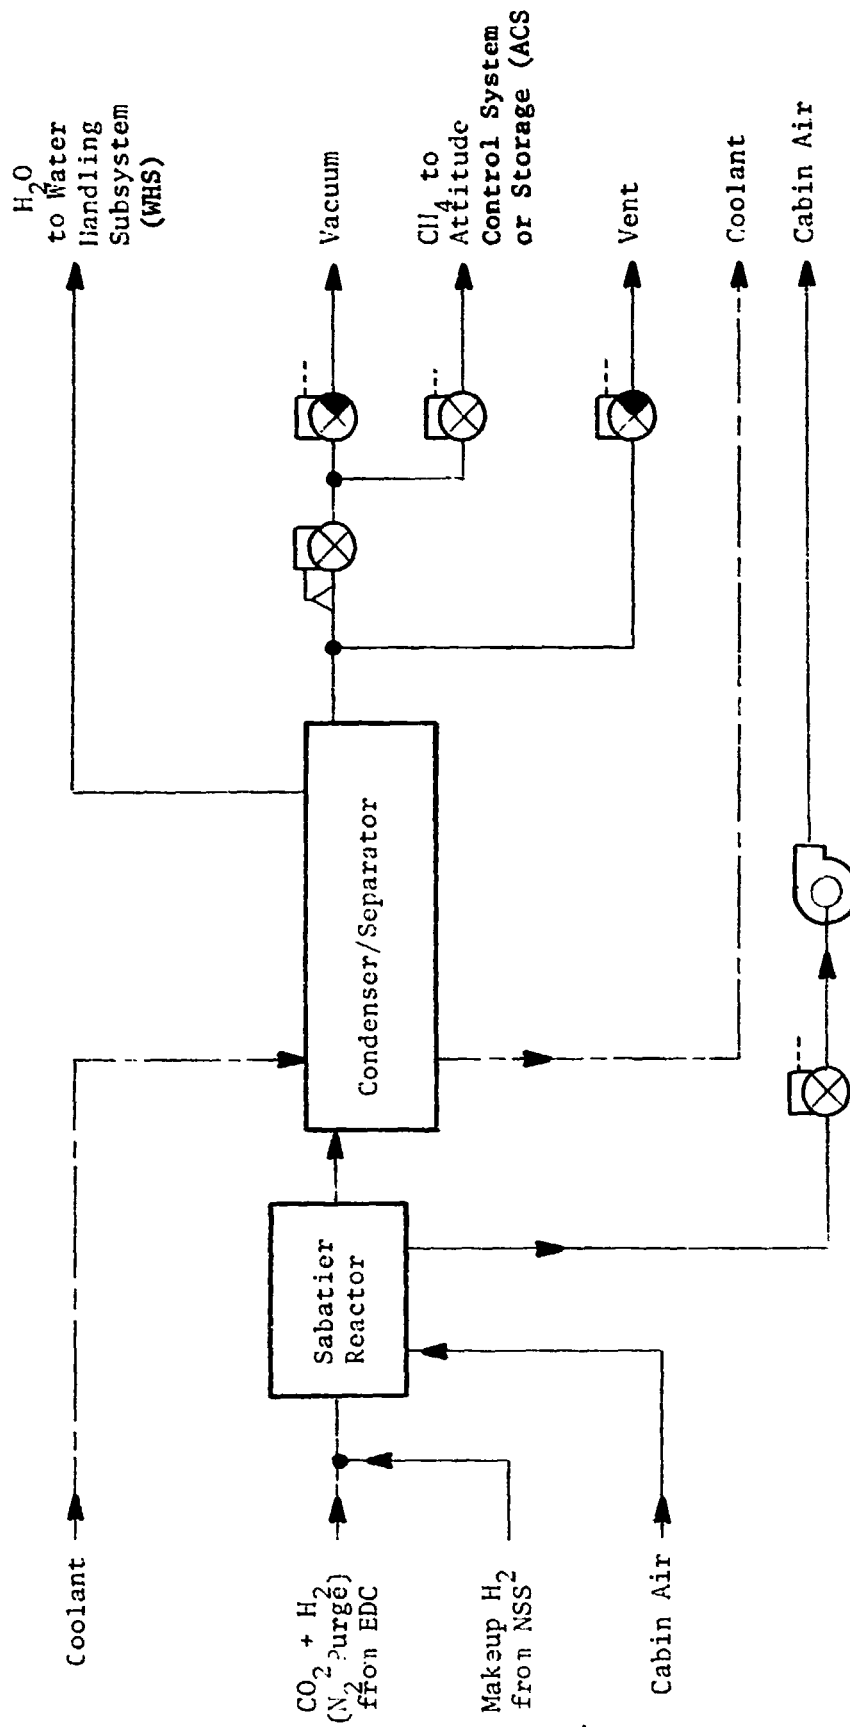 H2O
to Water
Handling
Subsystem
(WHS)
Vacuum
CH4 to
Attitude
Control System
or Storage (ACS
Vent
Coolant
Cabin Air
Condenser/Separator
Sabatier
Reactor
Coolant
CO2 + H2
(N2 Purge)
from EDC
Makeup H2
from NSS
Cabin Air